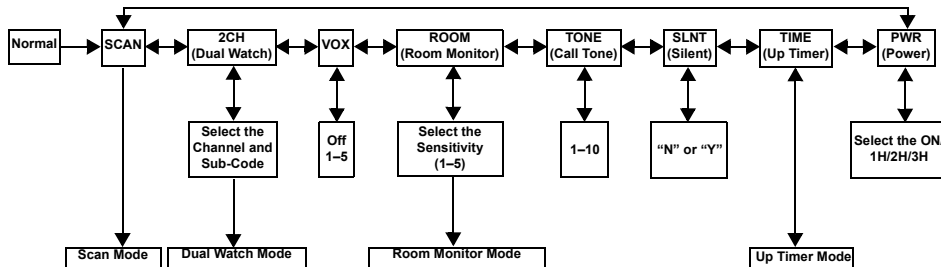 Normal
SCAN
2CH
(Dual Watch)
VOX
ROOM
(Room Monitor)
TONE
(Call Tone)
SLNT
(Silent)
TIME
(Up Timer)
PWR
(Power)
Select the
Channel and
Sub-Code
Off
1–5
Select the
Sensitivity
(1–5)
1–10
“N” or “Y”
Select the
1H/2H/3H
Scan Mode
Dual Watch Mode
Room Monitor Mode
Up Timer Mode